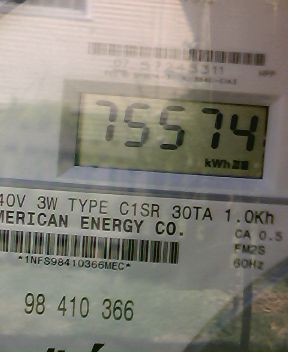 75574
kWh
40V 3W TYPE C1SR 30TA 1.0Kh
MERICAN ENERGY CO.
CA 0.5
FM2S
60Hz
*1NFS98410366MEC*
98 410 366